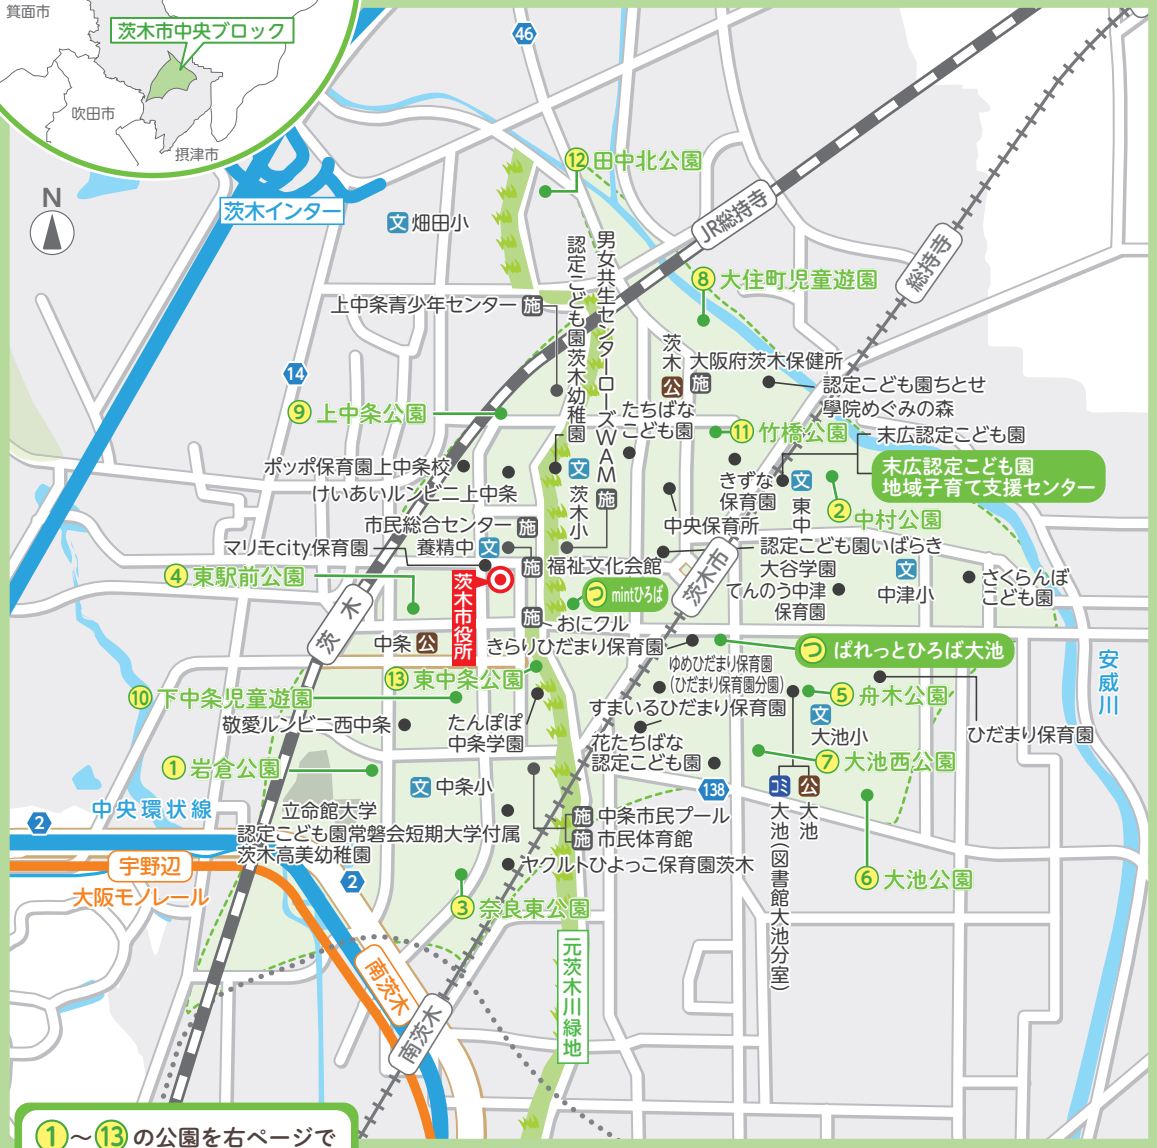 箕面市
茨木市中央ブロック
吹田市
摂津市
N
茨木インター
46
⑫田中北公園
文 畑田小
JR総持寺
総持寺
男女共生センターローズWAM
認定こども園茨木幼稚園
⑧大住町児童遊園
上中条青少年センター 施
14
茨木 公
大阪府茨木保健所
施
認定こども園ちとせ
學院めぐみの森
⑨上中条公園
たちばな
こども園
⑪竹橋公園
末広認定こども園
末広認定こども園
地域子育て支援センター
ポッポ保育園上中条校
けいあいルンビニ上中条
文 茨木小
施
きずな
保育園
文 東中
②中村公園
中央保育所
市民総合センター 施
養精中 文
マリモcity保育園
施 福祉文化会館
茨木市
認定こども園いばらき
大谷学園
てんのう中津
保育園
文
中津小
さくらんぼ
こども園
④東駅前公園
茨木市役所
つ mintひろば
茨木
施
おにクル
中条 公
きらりひだまり保育園
つ ぱれっとひろば大池
⑬東中条公園
ゆめひだまり保育園
(ひだまり保育園分園)
安威川
⑩下中条児童遊園
すまいるひだまり保育園
⑤舟木公園
敬愛ルンビニ西中条
たんぽぽ
中条学園
文
大池小
ひだまり保育園
花たちばな
認定こども園
⑦大池西公園
①岩倉公園
文 中条小
138
コミ 公
大池
大池(図書館大池分室)
中央環状線
2
立命館大学
認定こども園常磐会短期大学付属
茨木高美幼稚園
施 中条市民プール
施 市民体育館
宇野辺
大阪モノレール
2
ヤクルトひよっこ保育園茨木
⑥大池公園
③奈良東公園
元茨木川緑地
南茨木
南茨木
①～⑬の公園を右ページで